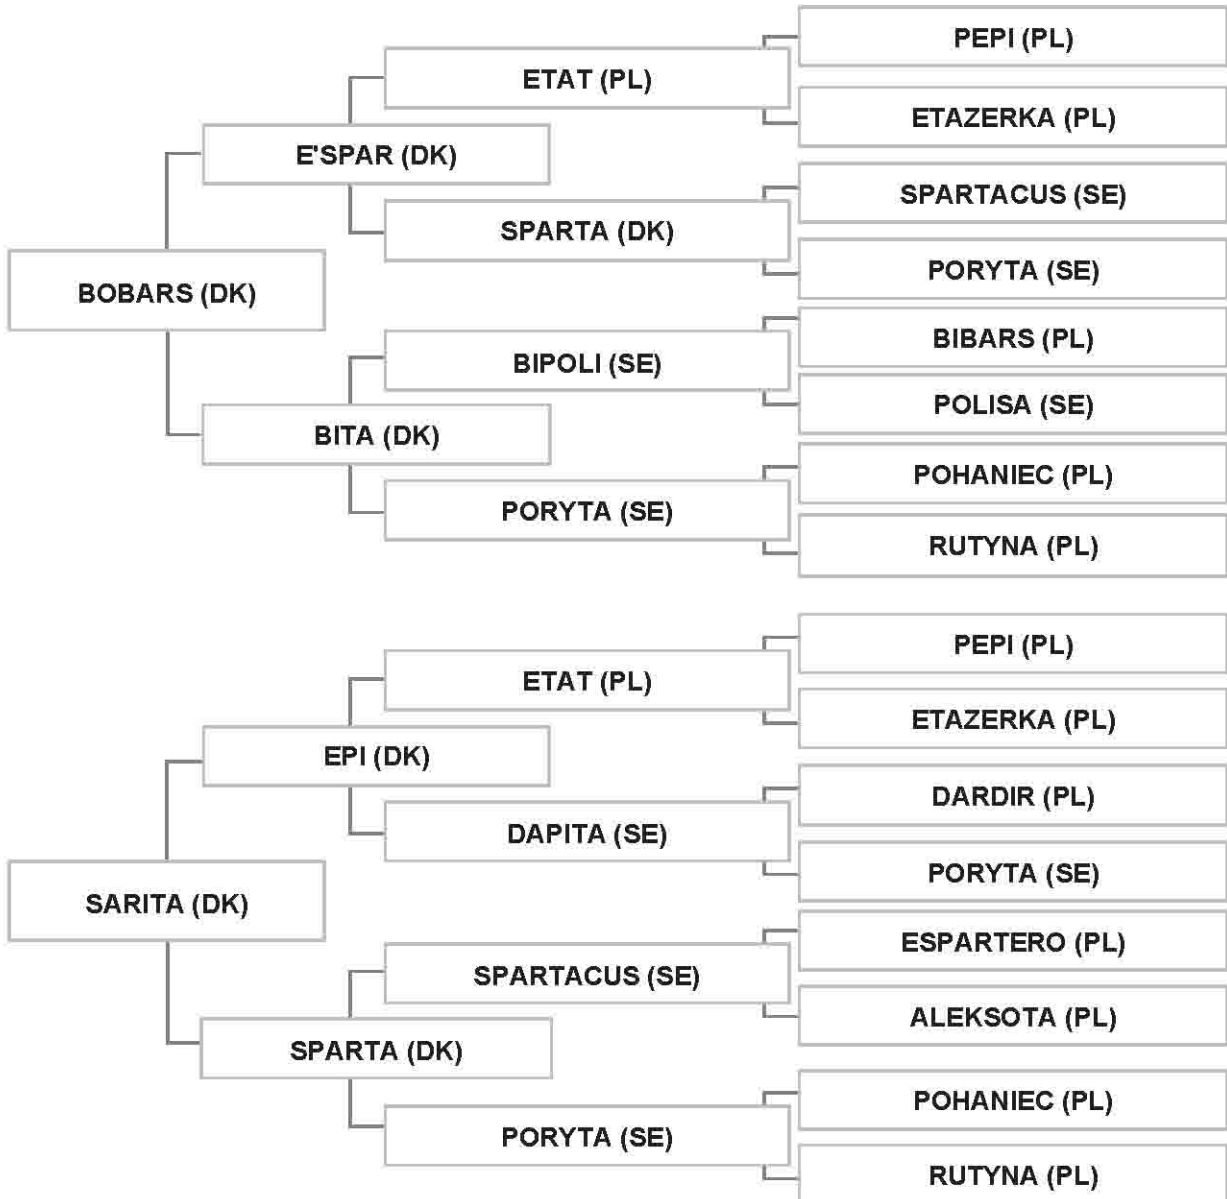 PEPI (PL)
ETAT (PL)
ETAZERKA (PL)
E'SPAR (DK)
SPARTACUS (SE)
SPARTA (DK)
PORYTA (SE)
BOBARS (DK)
BIBARS (PL)
BIPOLI (SE)
POLISA (SE)
BITA (DK)
POHANIEC (PL)
PORYTA (SE)
RUTYNA (PL)
PEPI (PL)
ETAT (PL)
ETAZERKA (PL)
EPI (DK)
DARDIR (PL)
DAPITA (SE)
PORYTA (SE)
SARITA (DK)
ESPARTERO (PL)
SPARTACUS (SE)
ALEKSOTA (PL)
SPARTA (DK)
POHANIEC (PL)
PORYTA (SE)
RUTYNA (PL)